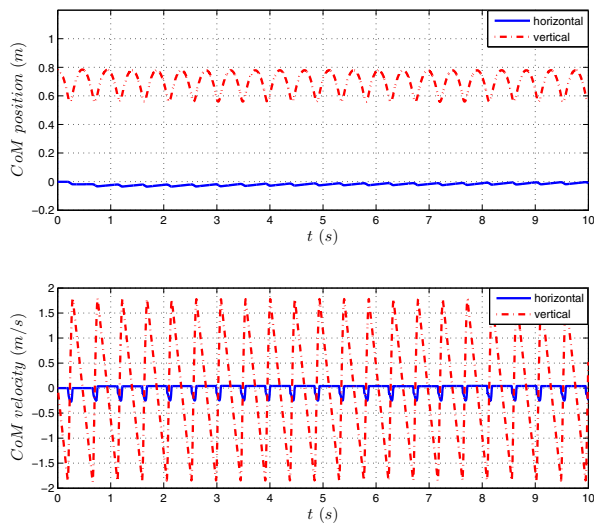 horizontal
vertical
CoM position (m)
1
0.8
0.6
0.4
0.2
0
−0.2
0 1 2 3 4 5 6 7 8 9 10
t (s)
horizontal
vertical
CoM velocity (m/s)
2
1.5
1
0.5
0
−0.5
−1
−1.5
−2
0 1 2 3 4 5 6 7 8 9 10
t (s)